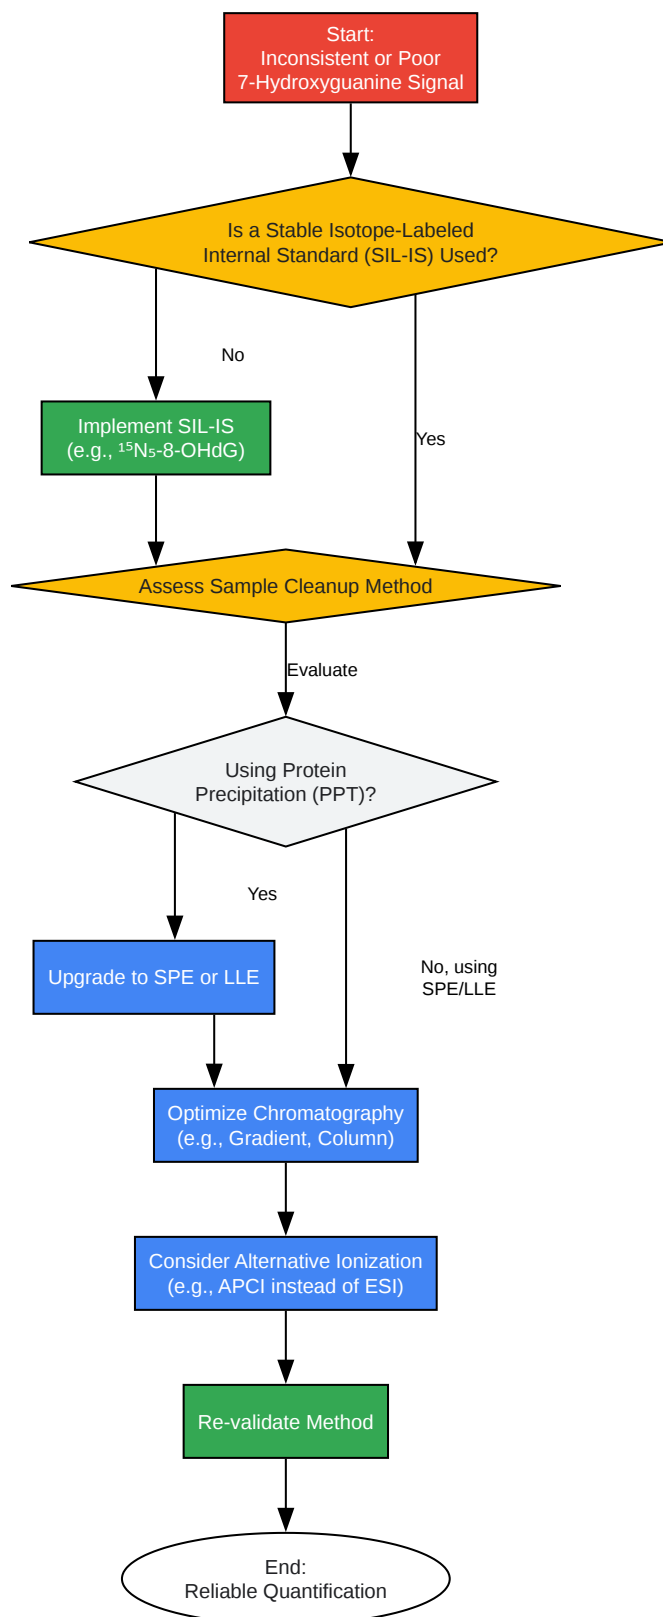 Start:
Inconsistent or Poor
7-Hydroxyguanine Signal
Is a Stable Isotope-Labeled
Internal Standard (SIL-IS) Used?
No
Implement SIL-IS
(e.g., ¹⁵N₅-8-OHdG)
Yes
Assess Sample Cleanup Method
Evaluate
Using Protein
Precipitation (PPT)?
Yes
Upgrade to SPE or LLE
No, using
SPE/LLE
Optimize Chromatography
(e.g., Gradient, Column)
Consider Alternative Ionization
(e.g., APCI instead of ESI)
Re-validate Method
End:
Reliable Quantification